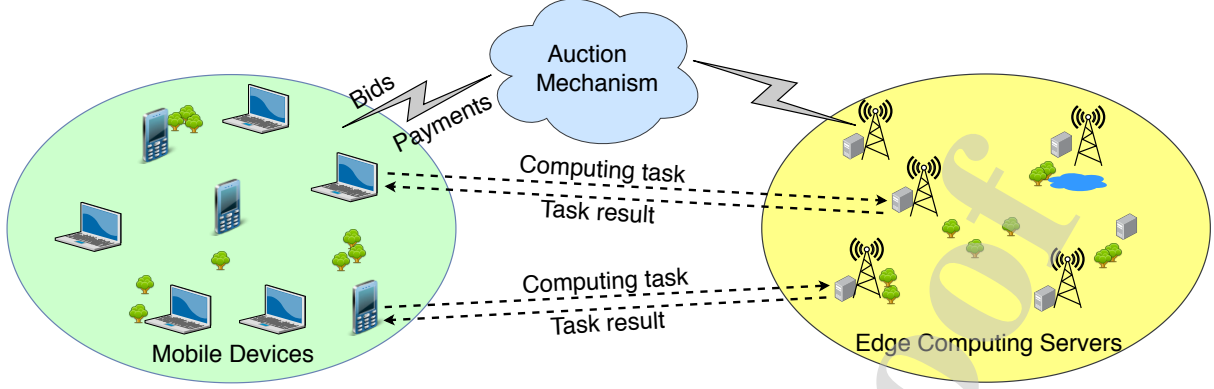 Auction
Mechanism
Bids
Payments
Computing task
Task result
Computing task
Task result
Mobile Devices
Edge Computing Servers